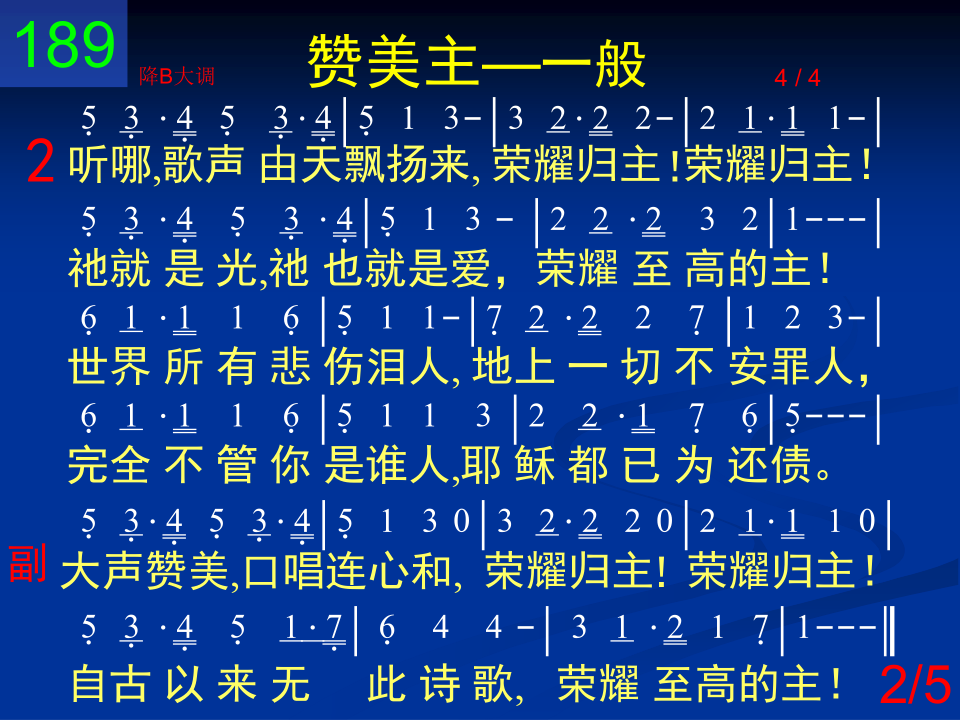 189
赞美主—一般
降B大调
4 / 4
5̣ 3̣ · 4̣ 5̣ 3̣ · 4̣ | 5̣ 1 3 – | 3 2 · 2 2 – | 2 1 · 1 1 – |
2 听哪,歌声 由天飘扬来, 荣耀归主！荣耀归主！
5̣ 3̣ · 4̣ 5̣ 3̣ · 4̣ | 5̣ 1 3 – | 2 2 · 2 3 2 | 1 – – – |
祂就 是 光,祂 也就是爱，荣耀 至 高的主！
6̣ 1 · 1 1 6̣ | 5̣ 1 1 – | 7̣ 2 · 2 2 7̣ | 1 2 3 – |
世界 所 有 悲 伤泪人, 地上 一 切 不 安罪人，
6̣ 1 · 1 1 6̣ | 5̣ 1 1 3 | 2 2 · 1 7̣ 6̣ | 5̣ – – – |
完全 不 管 你 是谁人,耶 稣 都 已 为 还债。
5̣ 3̣ · 4̣ 5̣ 3̣ · 4̣ | 5̣ 1 3 0 | 3 2 · 2 2 0 | 2 1 · 1 1 0 |
副 大声赞美,口唱连心和, 荣耀归主！荣耀归主！
5̣ 3̣ · 4̣ 5̣ 1 · 7̣ | 6̣ 4 4 – | 3 1 · 2 1 7̣ | 1 – – – ‖
自古 以 来 无 此 诗 歌, 荣耀 至高的主！
2/5